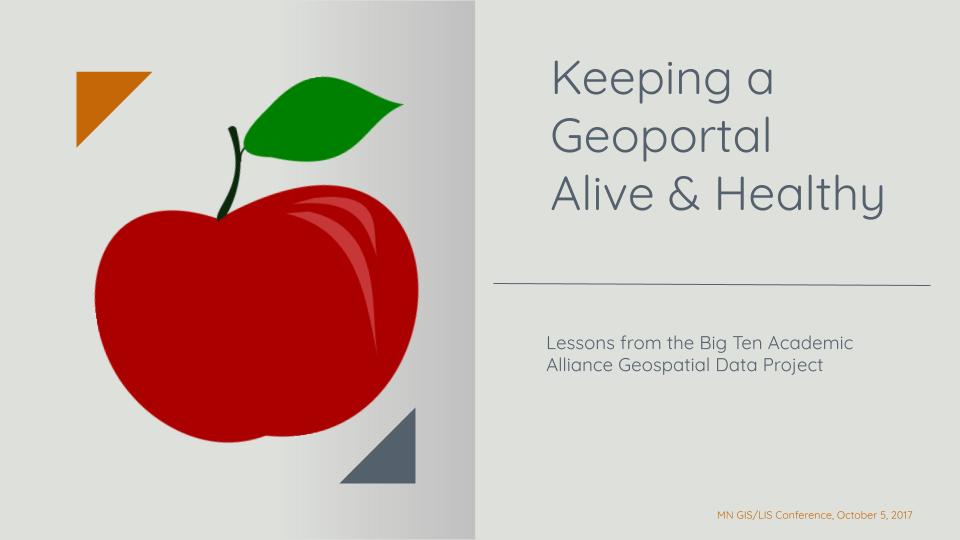 Keeping a
Geoportal
Alive & Healthy
Lessons from the Big Ten Academic
Alliance Geospatial Data Project
MN GIS/LIS Conference, October 5, 2017